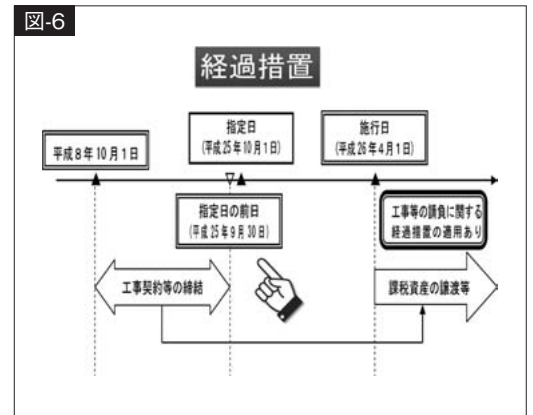 図-6
経過措置
平成8年10月1日
指定日
(平成25年10月1日)
施行日
(平成26年4月1日)
指定日の前日
(平成25年9月30日)
工事等の請負に関する
経過措置の適用あり
工事契約等の締結
課税資産の譲渡等